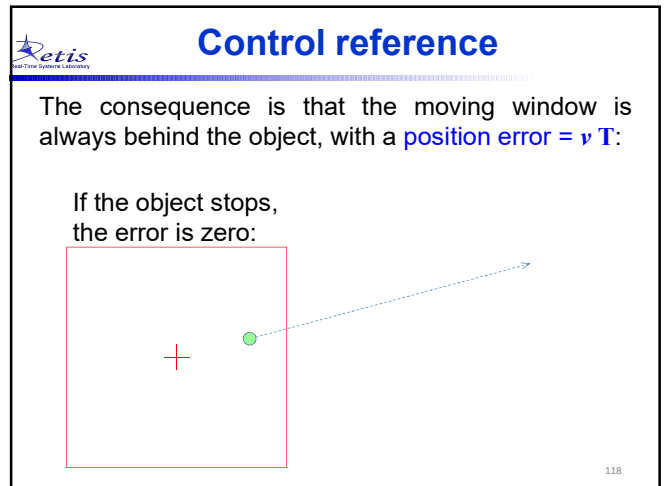 Retis
Real-Time Systems Laboratory
Control reference
The consequence is that the moving window is
always behind the object, with a position error = v T:
If the object stops,
the error is zero:
118